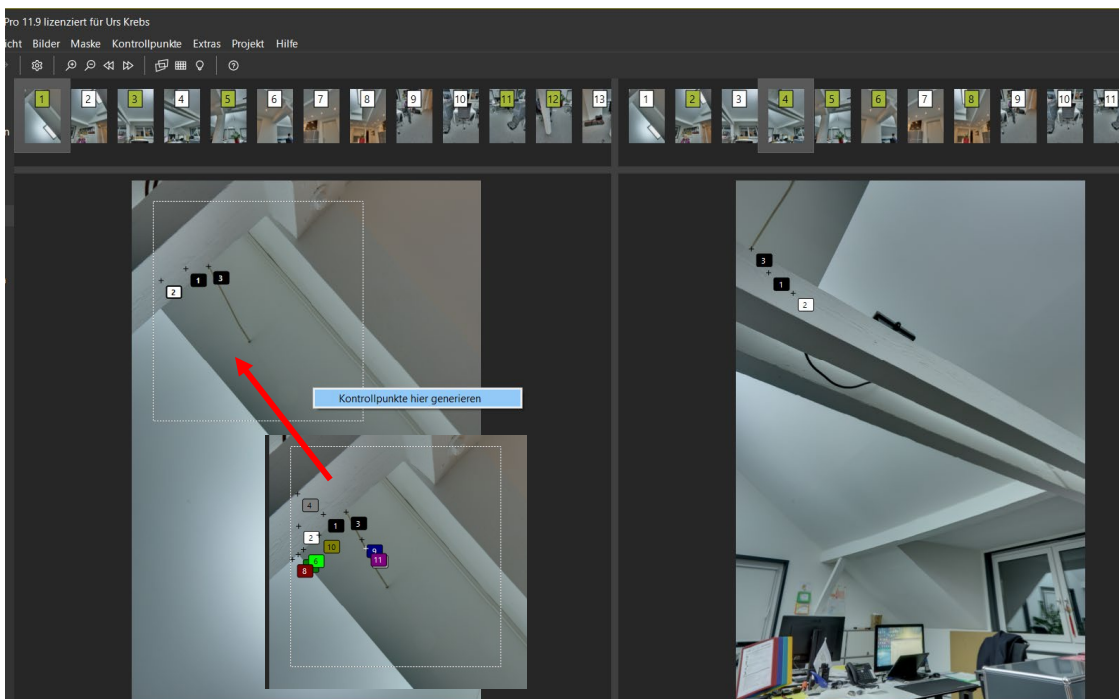 Pro 11.9 lizenziert für Urs Krebs
icht Bilder Maske Kontrollpunkte Extras Projekt Hilfe
1 2 3 4 5 6 7 8 9 10 11 12 13
1 2 3 4 5 6 7 8 9 10 11
n
2 1 3
3
1
2
Kontrollpunkte hier generieren
4
1 3
2
10 9
6 11
8